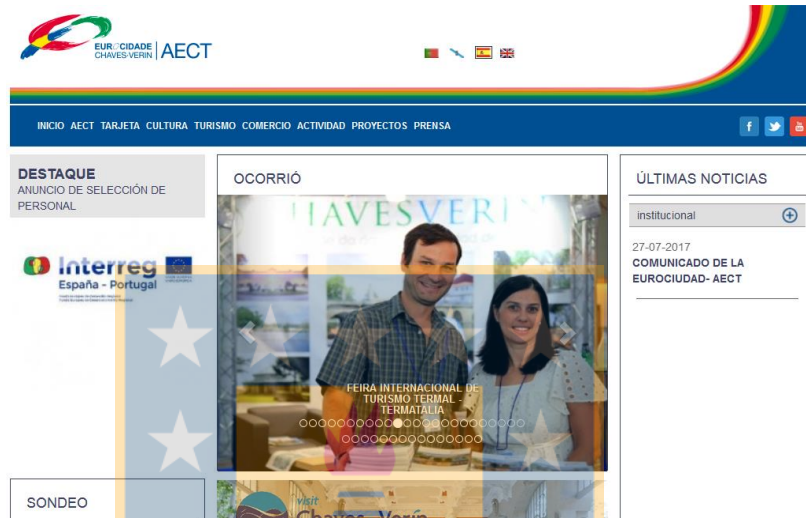 EUROCIDADE
CHAVES-VERIN
AECT
INICIO AECT TARJETA CULTURA TURISMO COMERCIO ACTIVIDAD PROYECTOS PRENSA
DESTAQUE
ANUNCIO DE SELECCIÓN DE
PERSONAL
Interreg
España - Portugal
OCORRIÓ
CHAVESVERIN
FEIRA INTERNACIONAL DE
TURISMO TERMAL -
TERMATALIA
visit
Chaves - Verín
ÚLTIMAS NOTICIAS
institucional
27-07-2017
COMUNICADO DE LA
EUROCIUDAD- AECT
SONDEO